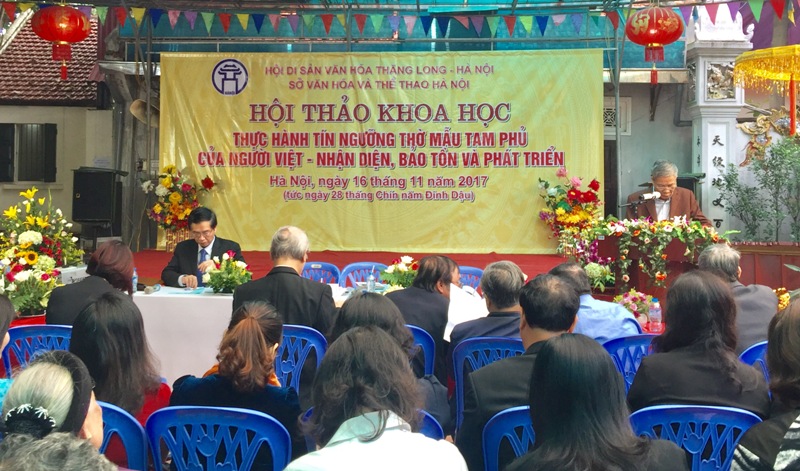 HỘI DI SẢN VĂN HÓA THĂNG LONG - HÀ NỘI
SỞ VĂN HÓA VÀ THỂ THAO HÀ NỘI
HỘI THẢO KHOA HỌC
THỰC HÀNH TÍN NGƯỠNG THỜ MẪU TAM PHỦ
CỦA NGƯỜI VIỆT - NHẬN DIỆN, BẢO TỒN VÀ PHÁT TRIỂN
Hà Nội, ngày 16 tháng 11 năm 2017
(tức ngày 28 tháng Chín năm Đinh Dậu)